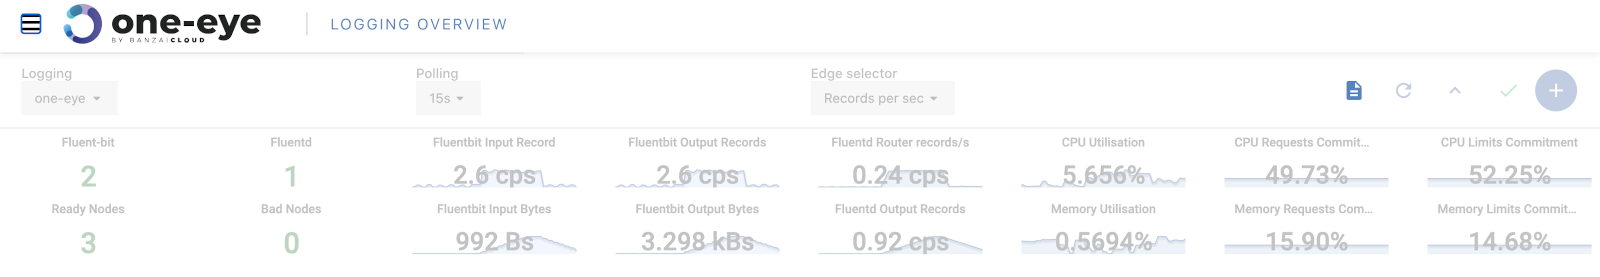 one-eye
BY BANZAICLOUD
LOGGING OVERVIEW
Logging
Polling
Edge selector
one-eye
15s
Records per sec
Fluent-bit
Fluentd
Fluentbit Input Record
Fluentbit Output Records
Fluentd Router records/s
CPU Utilisation
CPU Requests Commit...
CPU Limits Commitment
2
1
2.6 cps
2.6 cps
0.24 cps
5.656%
49.73%
52.25%
Ready Nodes
Bad Nodes
Fluentbit Input Bytes
Fluentbit Output Bytes
Fluentd Output Records
Memory Utilisation
Memory Requests Com...
Memory Limits Commit...
3
0
992 Bs
3.298 kBs
0.92 cps
0.5694%
15.90%
14.68%